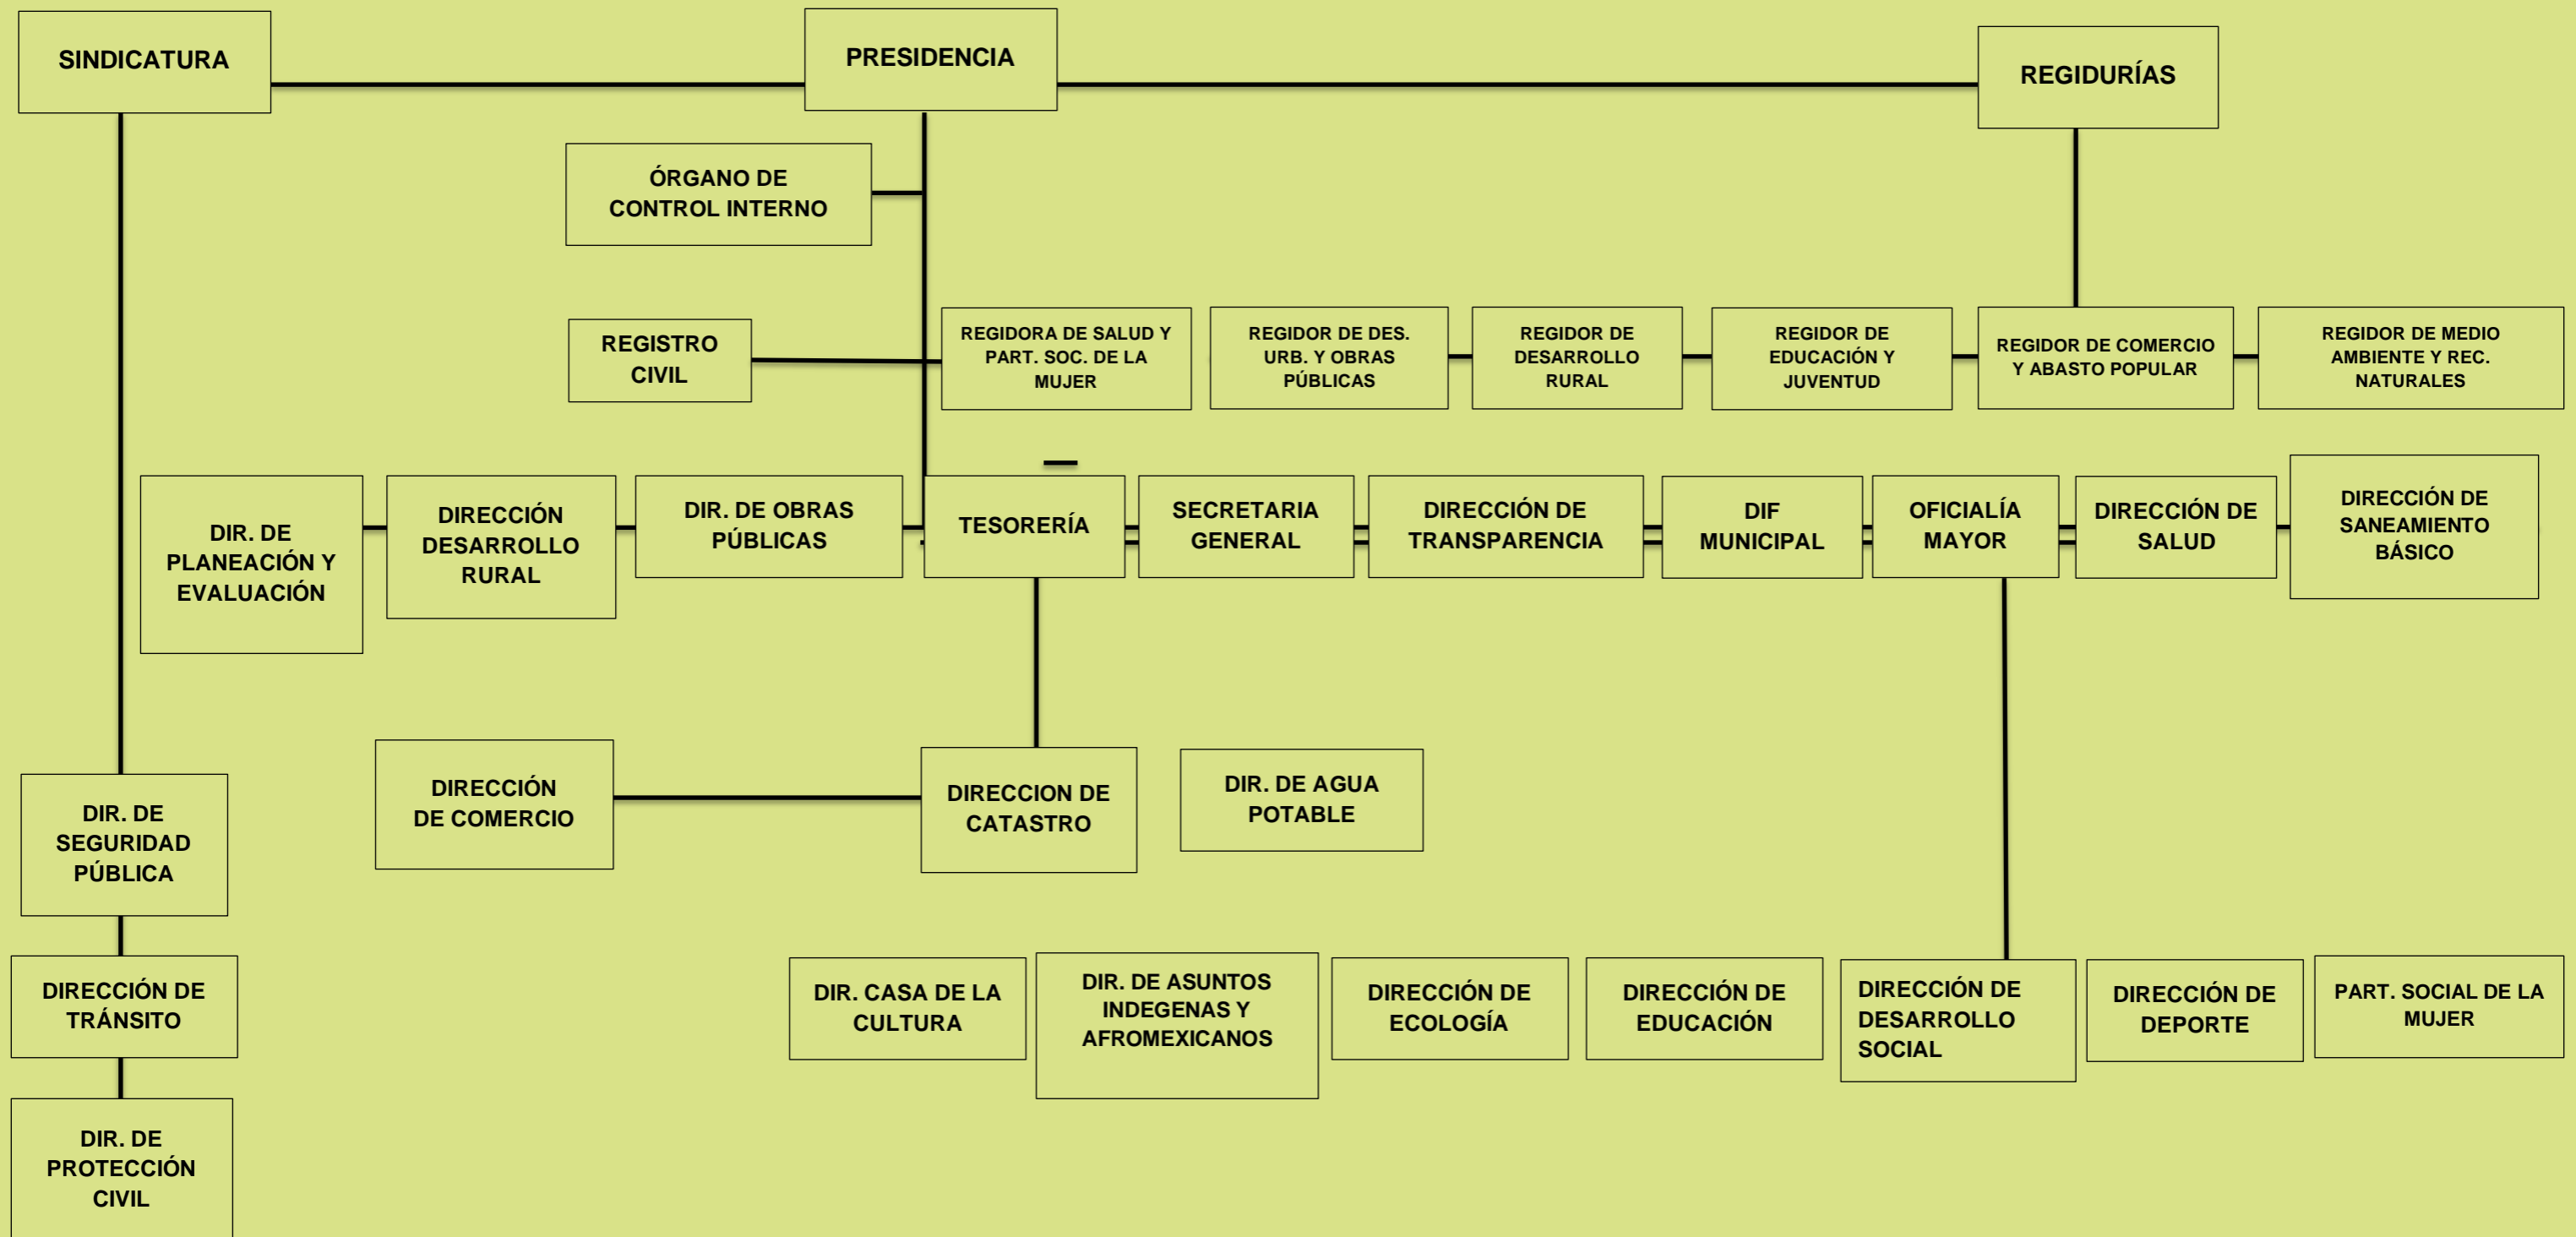 SINDICATURA
PRESIDENCIA
REGIDURÍAS
ÓRGANO DE
CONTROL INTERNO
REGISTRO
CIVIL
REGIDORA DE SALUD Y
PART. SOC. DE LA
MUJER
REGIDOR DE DES.
URB. Y OBRAS
PÚBLICAS
REGIDOR DE
DESARROLLO
RURAL
REGIDOR DE
EDUCACIÓN Y
JUVENTUD
REGIDOR DE COMERCIO
Y ABASTO POPULAR
REGIDOR DE MEDIO
AMBIENTE Y REC.
NATURALES
DIR. DE
PLANEACIÓN Y
EVALUACIÓN
DIRECCIÓN
DESARROLLO
RURAL
DIR. DE OBRAS
PÚBLICAS
TESORERÍA
SECRETARIA
GENERAL
DIRECCIÓN DE
TRANSPARENCIA
DIF
MUNICIPAL
OFICIALÍA
MAYOR
DIRECCIÓN DE
SALUD
DIRECCIÓN DE
SANEAMIENTO
BÁSICO
DIR. DE
SEGURIDAD
PÚBLICA
DIRECCIÓN
DE COMERCIO
DIRECCION DE
CATASTRO
DIR. DE AGUA
POTABLE
DIRECCIÓN DE
TRÁNSITO
DIR. CASA DE LA
CULTURA
DIR. DE ASUNTOS
INDEGENAS Y
AFROMEXICANOS
DIRECCIÓN DE
ECOLOGÍA
DIRECCIÓN DE
EDUCACIÓN
DIRECCIÓN DE
DESARROLLO
SOCIAL
DIRECCIÓN DE
DEPORTE
PART. SOCIAL DE LA
MUJER
DIR. DE
PROTECCIÓN
CIVIL